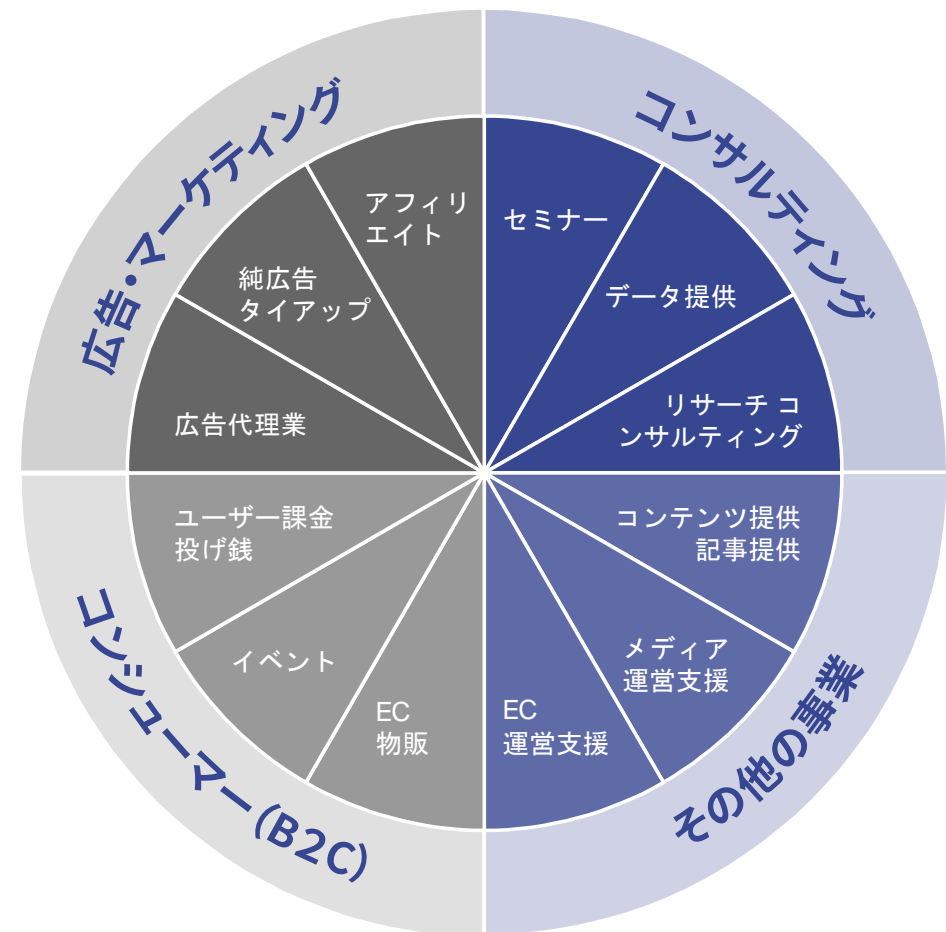 広告・マーケティング
アフィリ
エイト
純広告
タイアップ
広告代理業
コンサルティング
セミナー
データ提供
リサーチ コ
ンサルティング
コンシューマー(B2C)
ユーザー課金
投げ銭
イベント
EC
物販
その他の事業
コンテンツ提供
記事提供
メディア
運営支援
EC
運営支援